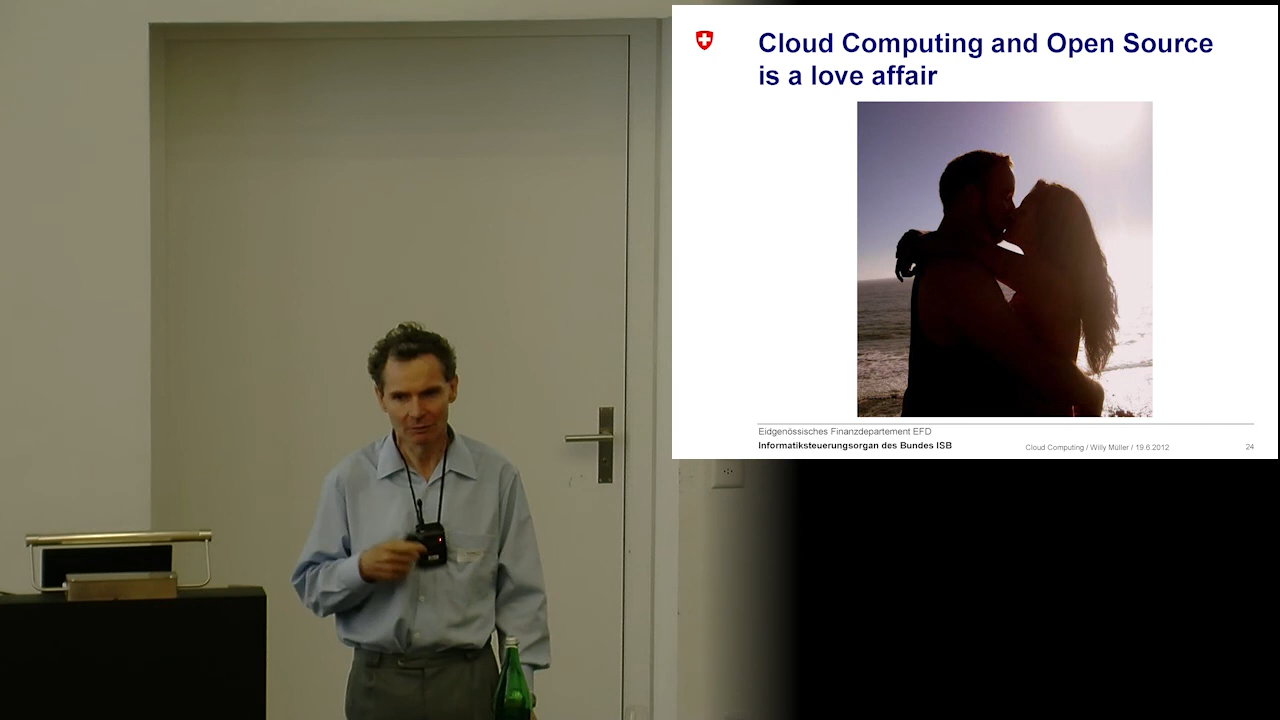 Cloud Computing and Open Source
is a love affair
Eidgenössisches Finanzdepartement EFD
Informatiksteuerungsorgan des Bundes ISB
Cloud Computing / Willy Müller / 19.6 2012
24